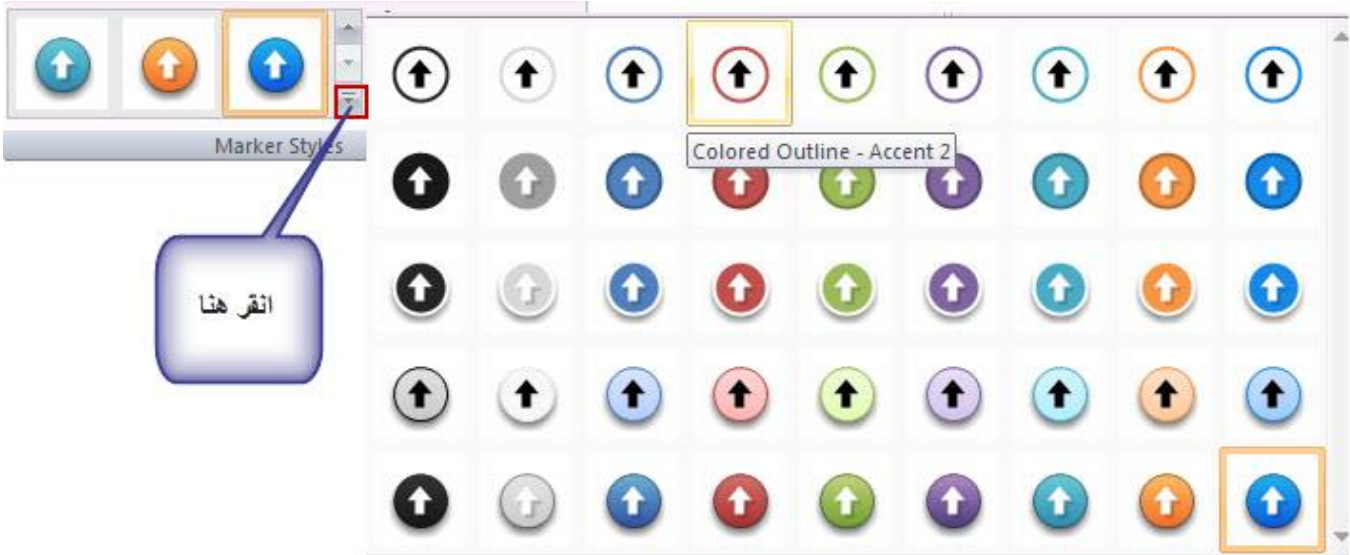 Marker Styles
Colored Outline - Accent 2
انقر هنا